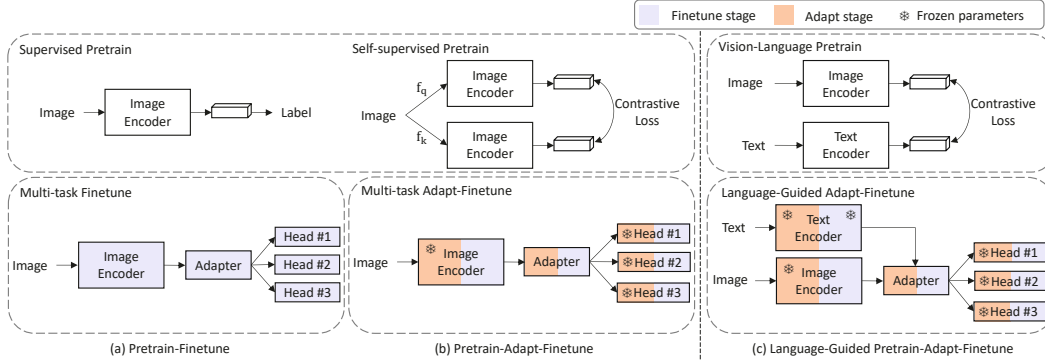 Finetune stage
Adapt stage
Frozen parameters
Supervised Pretrain
Image
Image
Encoder
Label
Self-supervised Pretrain
Image
f_q
f_k
Image
Encoder
Image
Encoder
Contrastive
Loss
Vision-Language Pretrain
Image
Image
Encoder
Text
Text
Encoder
Contrastive
Loss
Multi-task Finetune
Image
Image
Encoder
Adapter
Head #1
Head #2
Head #3
Multi-task Adapt-Finetune
Image
Image
Encoder
Adapter
Head #1
Head #2
Head #3
Language-Guided Adapt-Finetune
Text
Text
Encoder
Image
Image
Encoder
Adapter
Head #1
Head #2
Head #3
(a) Pretrain-Finetune
(b) Pretrain-Adapt-Finetune
(c) Language-Guided Pretrain-Adapt-Finetune